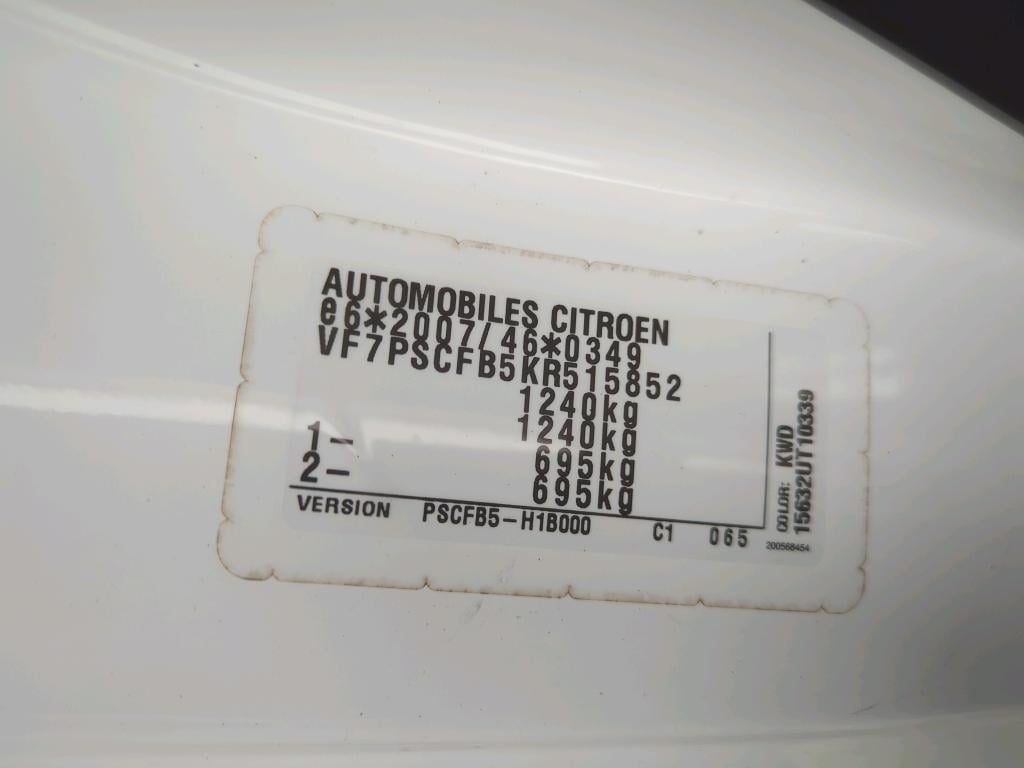 AUTOMOBILES CITROEN
e6*2007/46*0349
VF7PSCFB5KR515852
1240kg
1240kg
1- 695kg
2- 695kg
VERSION PSCFB5-H1B000 C1 065
COLOR: KWD
15632UT10339
200568454